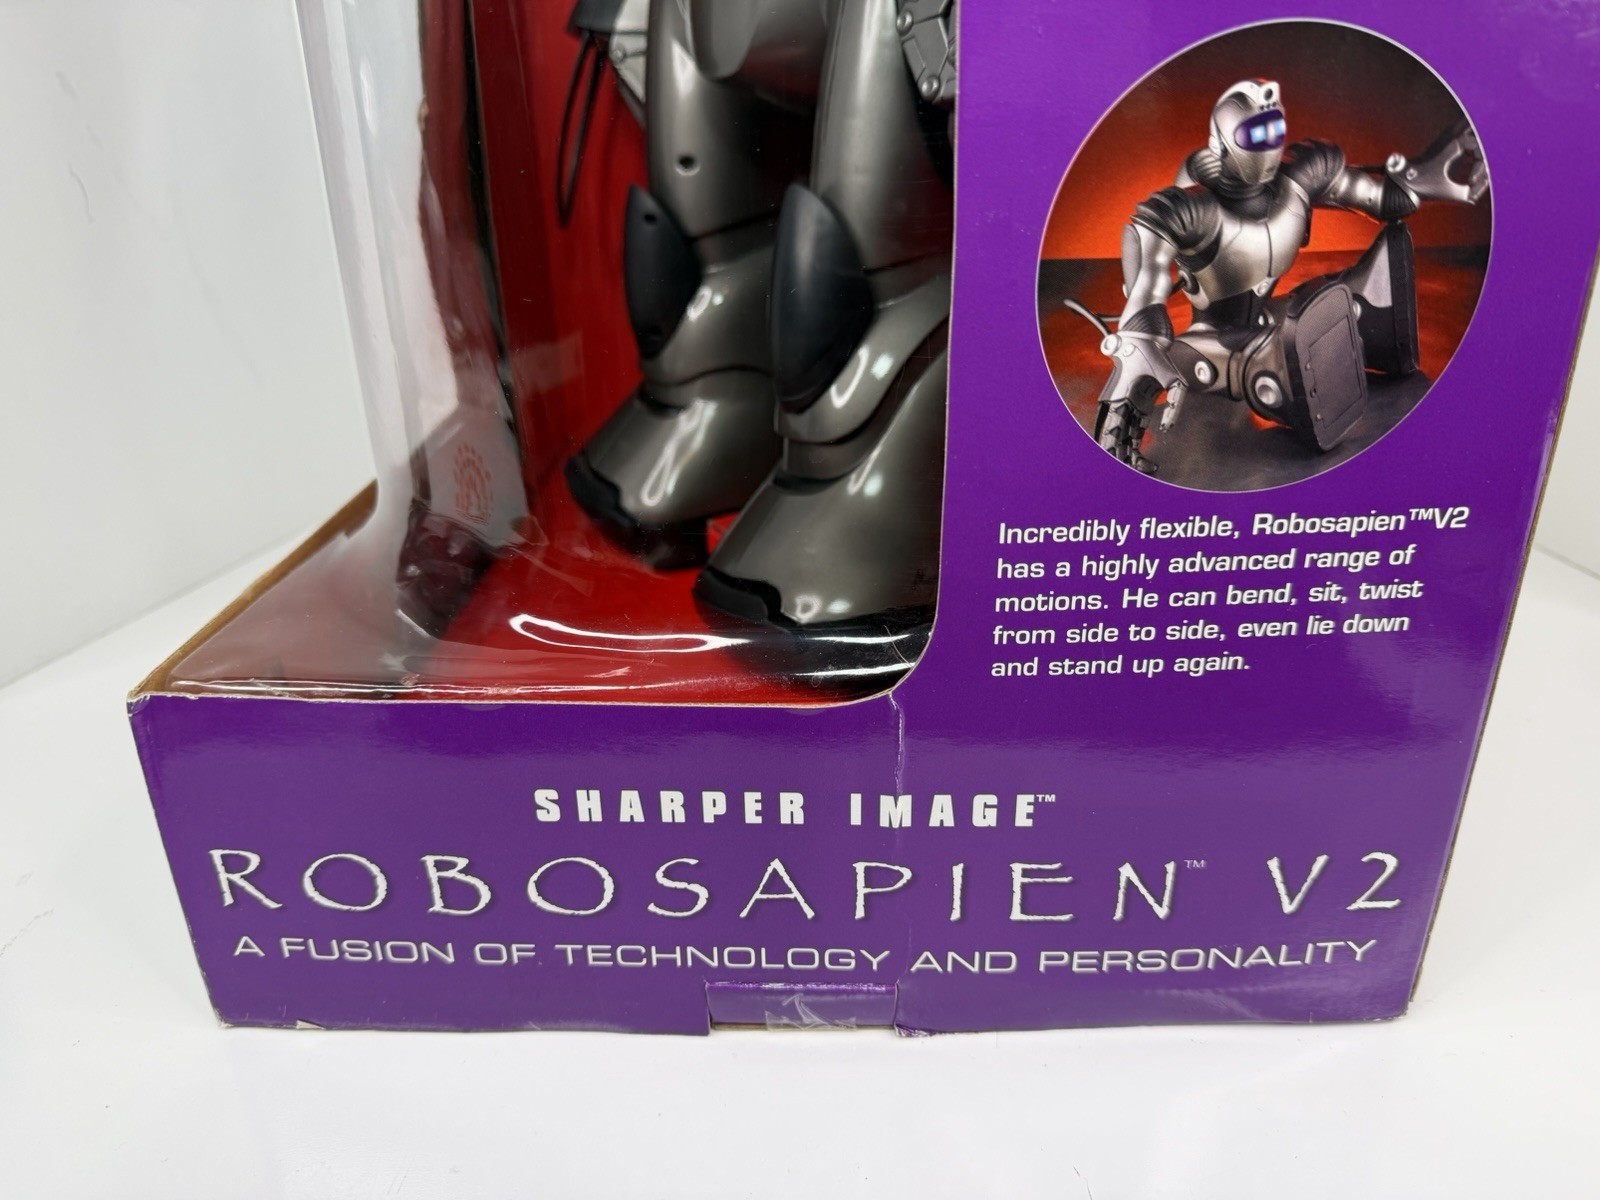 Incredibly flexible, Robosapien™V2
has a highly advanced range of
motions. He can bend, sit, twist
from side to side, even lie down
and stand up again.
SHARPER IMAGE™
ROBOSAPIEN™ V2
A FUSION OF TECHNOLOGY AND PERSONALITY